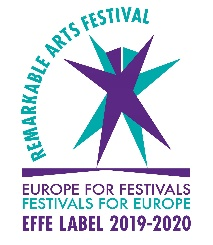 REMARKABLE ARTS FESTIVAL
EUROPE FOR FESTIVALS
FESTIVALS FOR EUROPE
EFFE LABEL 2019-2020